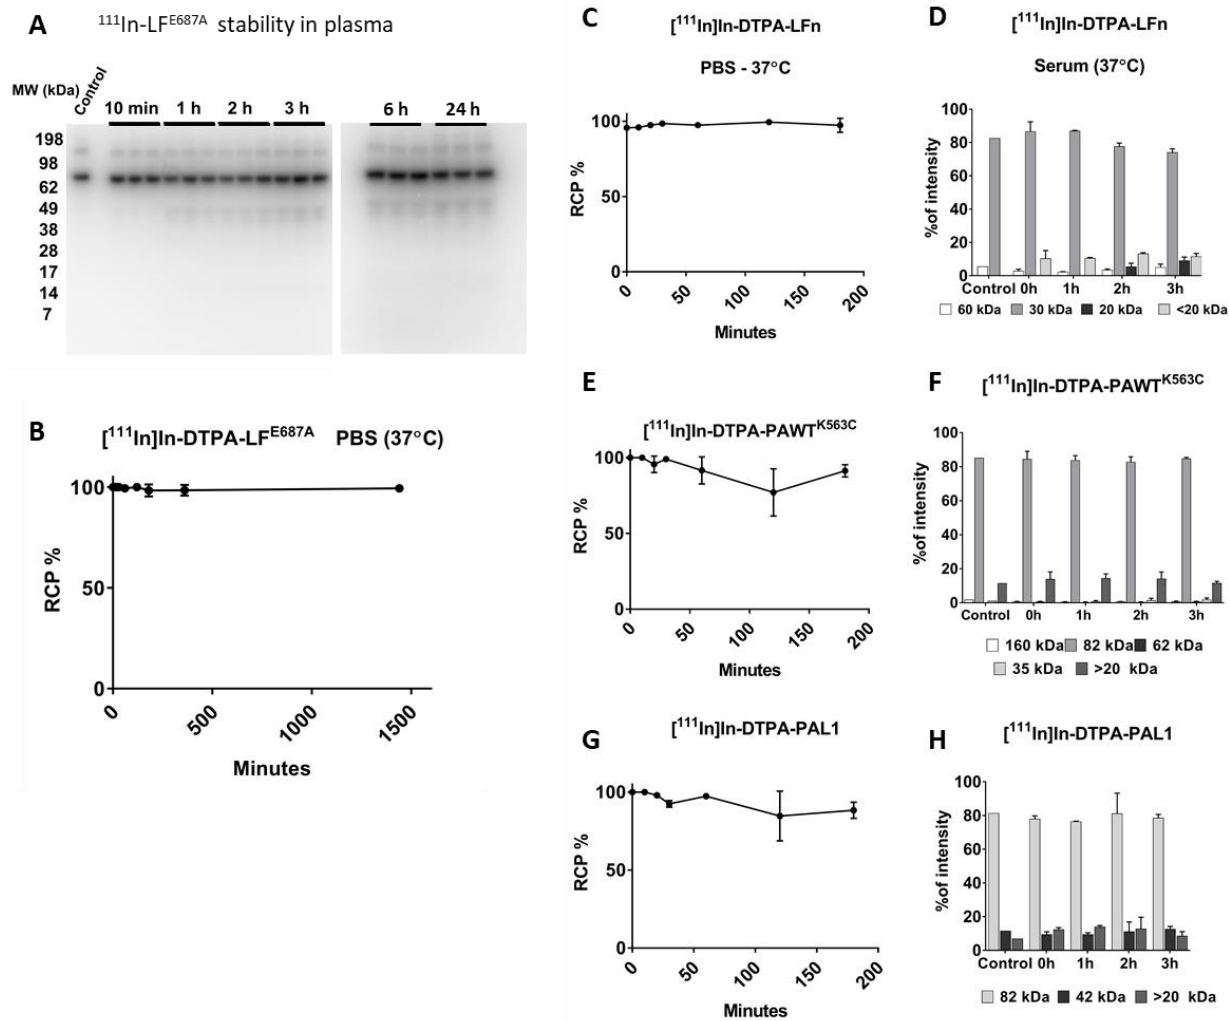 A
¹¹¹In-LFᴱ⁶⁸⁷ᴬ stability in plasma
MW (kDa)
Control
10 min 1 h 2 h 3 h 6 h 24 h
198
98
62
49
38
28
17
14
7
B
[¹¹¹In]In-DTPA-LFᴱ⁶⁸⁷ᴬ PBS (37°C)
RCP %
100
50
0
0 500 1000 1500
Minutes
C
[¹¹¹In]In-DTPA-LFn
PBS - 37°C
RCP %
100
50
0
0 50 100 150 200
Minutes
D
[¹¹¹In]In-DTPA-LFn
Serum (37°C)
%of intensity
100
80
60
40
20
0
Control 0h 1h 2h 3h
60 kDa 30 kDa 20 kDa <20 kDa
E
[¹¹¹In]In-DTPA-PAWTᴷ⁵⁶³ᶜ
RCP %
100
50
0
0 50 100 150 200
Minutes
F
[¹¹¹In]In-DTPA-PAWTᴷ⁵⁶³ᶜ
%of intensity
100
80
60
40
20
0
Control 0h 1h 2h 3h
160 kDa 82 kDa 62 kDa
35 kDa >20 kDa
G
[¹¹¹In]In-DTPA-PAL1
RCP %
100
50
0
0 50 100 150 200
Minutes
H
[¹¹¹In]In-DTPA-PAL1
%of intensity
100
80
60
40
20
0
Control 0h 1h 2h 3h
82 kDa 42 kDa >20 kDa